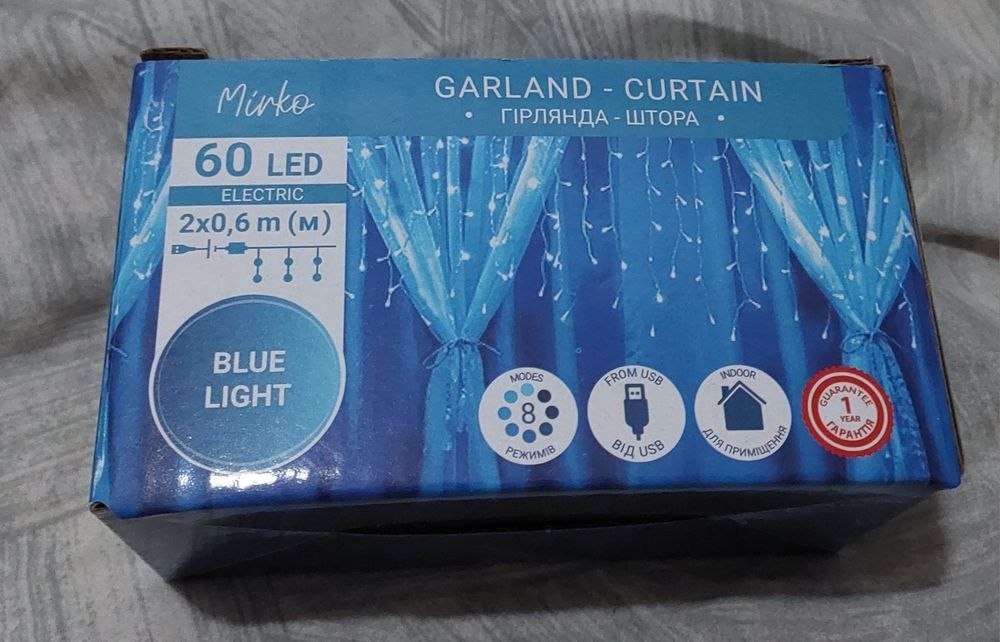 Mirko
GARLAND - CURTAIN
• ГІРЛЯНДА - ШТОРА •
60 LED
ELECTRIC
2x0,6 m (м)
BLUE
LIGHT
MODES
8
РЕЖИМІВ
FROM USB
ВІД USB
INDOOR
ДЛЯ ПРИМІЩЕННЯ
GUARANTEE
1
YEAR
ГАРАНТІЯ